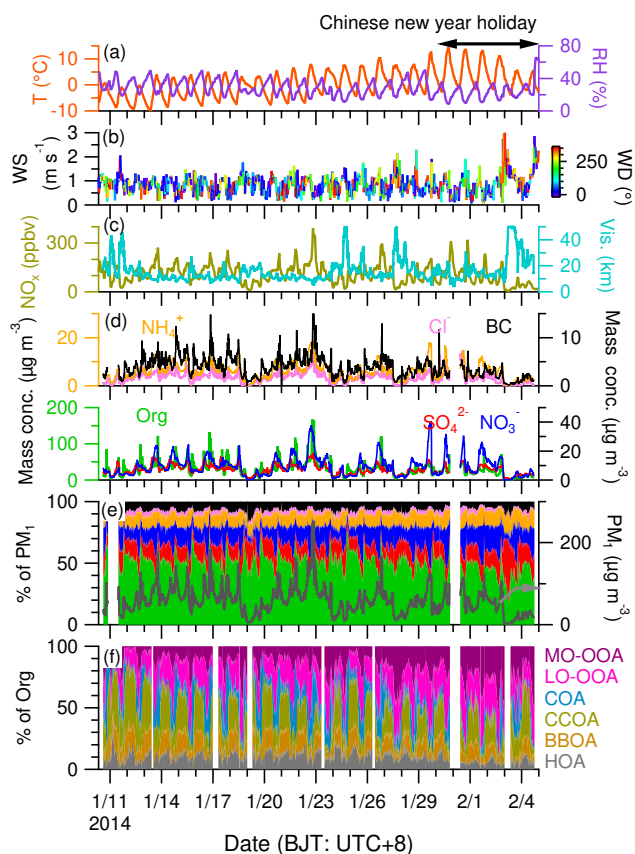 Chinese new year holiday
(a)
T (°C)
10
0
-10
80
40
0
RH
(%)
(b)
WS
(m s⁻¹)
3
2
1
0
250
0
WD (°)
(c)
NOₓ (ppbv)
300
0
40
20
0
Vis.
(km)
(d)
NH₄⁺
Cl⁻
BC
20
0
10
5
0
Mass conc. (µg m⁻³)
Mass conc. (µg m⁻³)
Org
SO₄²⁻
NO₃⁻
200
100
0
40
20
0
(e)
% of PM₁
100
50
0
200
0
PM₁
(µg m⁻³)
(f)
% of Org
100
50
0
MO-OOA
LO-OOA
COA
CCOA
BBOA
HOA
1/11 1/14 1/17 1/20 1/23 1/26 1/29 2/1 2/4
2014
Date (BJT: UTC+8)